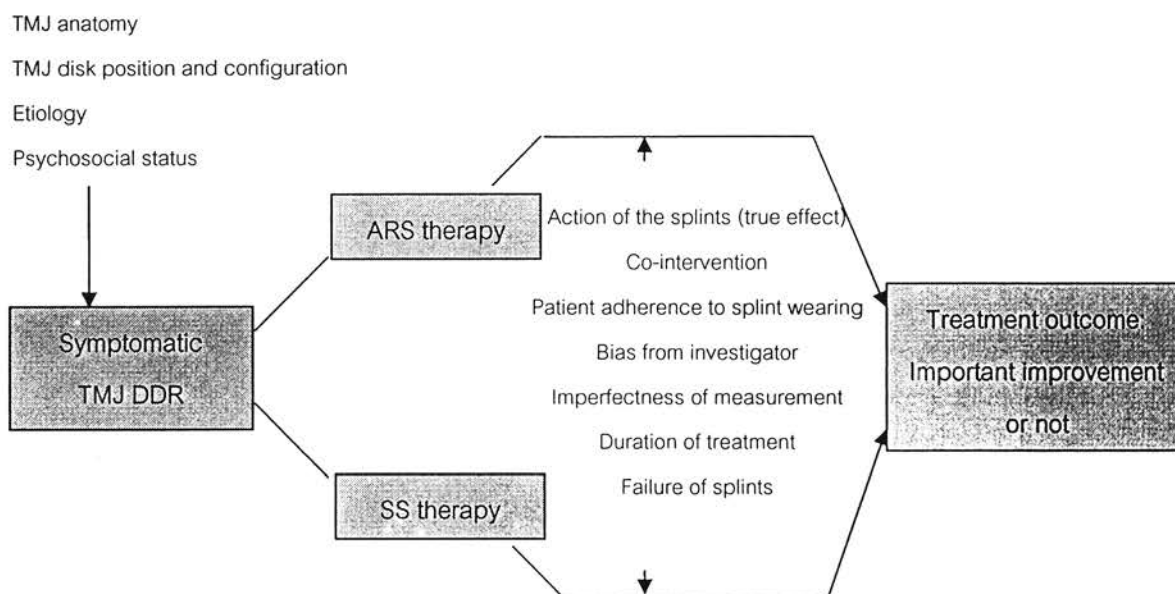 TMJ anatomy
TMJ disk position and configuration
Etiology
Psychosocial status
ARS therapy
Action of the splints (true effect)
Co-intervention
Patient adherence to splint wearing
Bias from investigator
Imperfectness of measurement
Duration of treatment
Failure of splints
Symptomatic
TMJ DDR
SS therapy
Treatment outcome:
Important improvement
or not